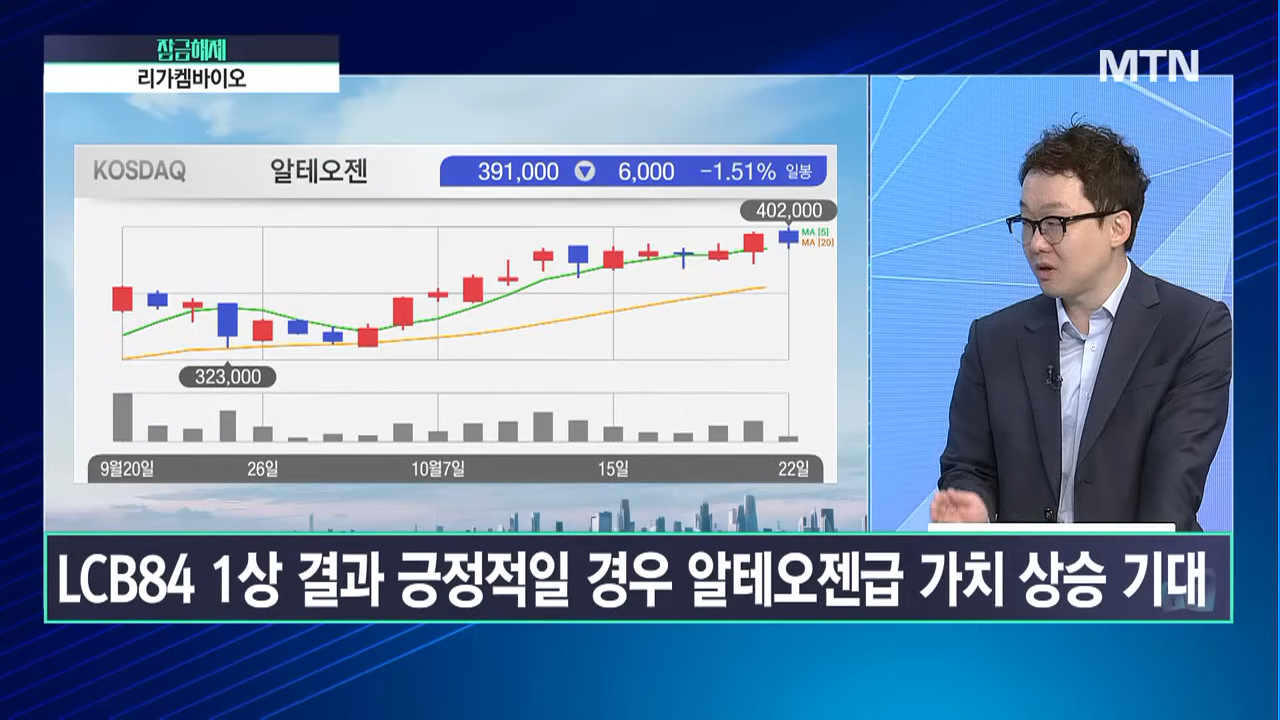 잠금해제
리가켐바이오
MTN
KOSDAQ 알테오젠 391,000 ▼ 6,000 -1.51% 일봉
402,000
MA [5]
MA [20]
323,000
9월20일 26일 10월7일 15일 22일
LCB84 1상 결과 긍정적일 경우 알테오젠급 가치 상승 기대